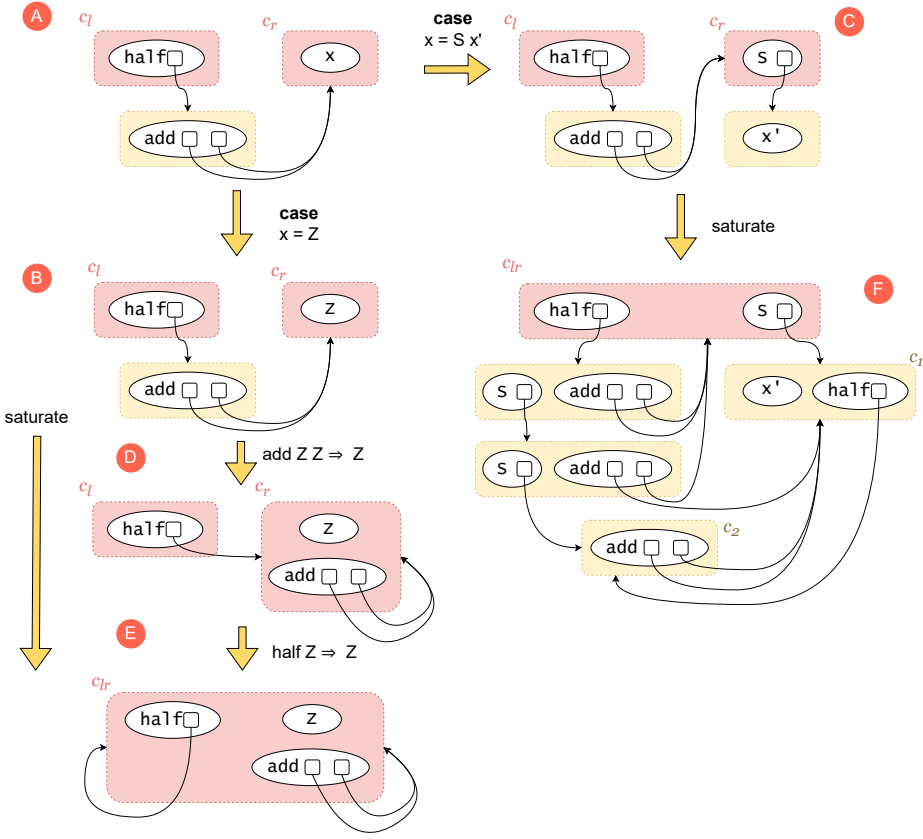 A
c_l
c_r
half
x
add
case
x = S x'
C
c_l
c_r
half
S
add
x'
case
x = Z
saturate
B
c_l
c_r
half
Z
add
saturate
D
add Z Z ⇒ Z
c_l
c_r
half
Z
add
E
half Z ⇒ Z
c_lr
half
Z
add
F
c_lr
half
S
c_1
S
add
x'
half
S
add
c_2
add